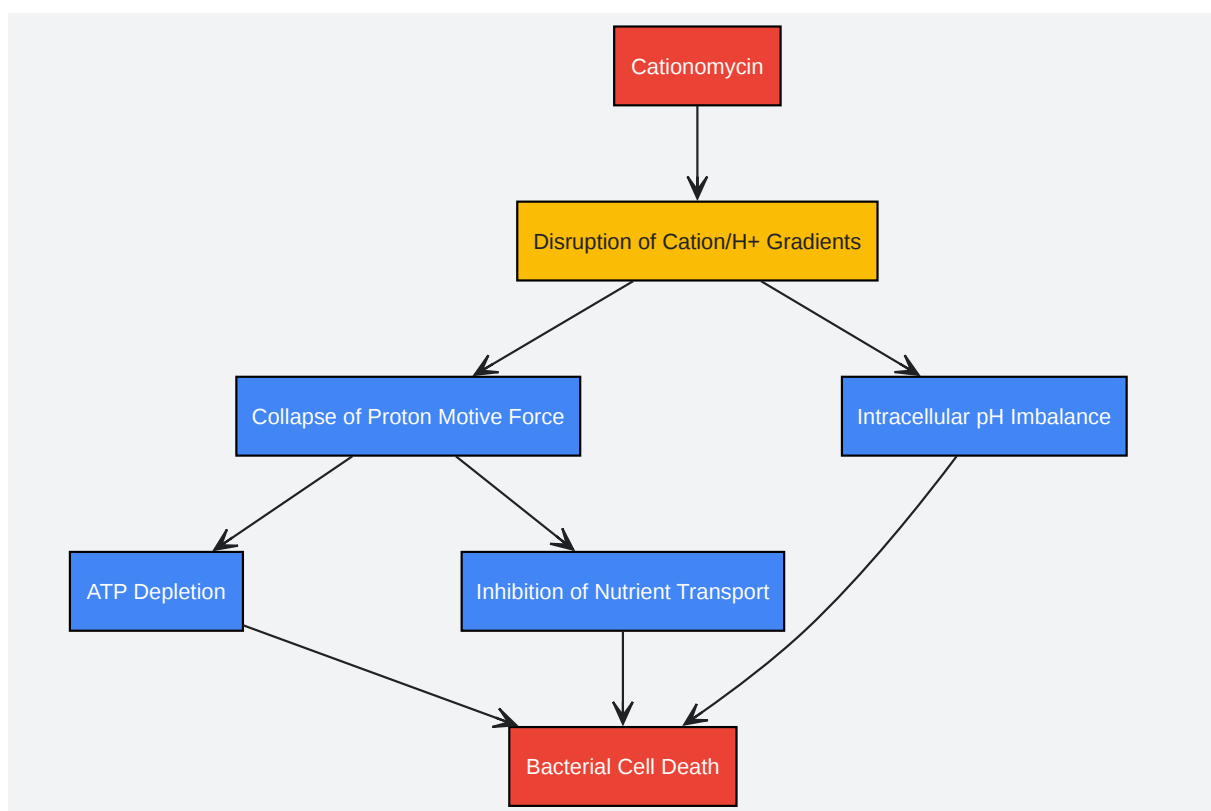 Cationomycin
Disruption of Cation/H+ Gradients
Collapse of Proton Motive Force
Intracellular pH Imbalance
ATP Depletion
Inhibition of Nutrient Transport
Bacterial Cell Death